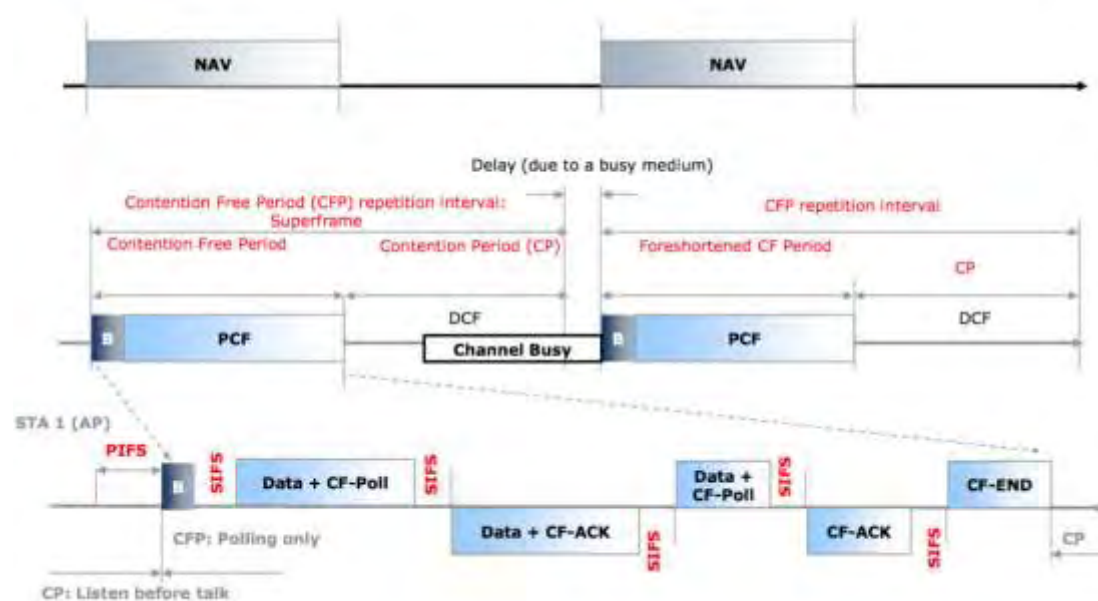 NAV
NAV
Delay (due to a busy medium)
Contention Free Period (CFP) repetition interval:
Superframe
CFP repetition interval
Contention Free Period
Contention Period (CP)
Foreshortened CF Period
CP
DCF
DCF
B
PCF
Channel Busy
B
PCF
STA 1 (AP)
PIFS
B
SIFS
Data + CF-Poll
SIFS
Data + CF-ACK
SIFS
Data +
CF-Poll
SIFS
CF-ACK
SIFS
CF-END
CFP: Polling only
CP
CP: Listen before talk